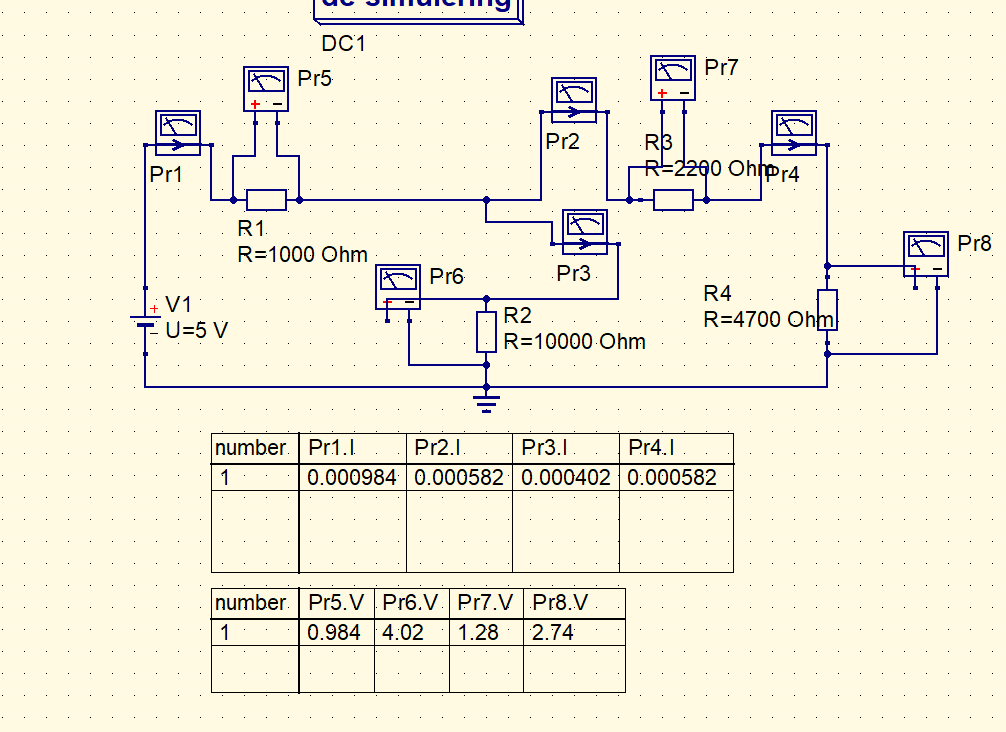 de simulering
DC1
Pr5
Pr7
Pr1
Pr2
R3
R=2200 Ohm
Pr4
R1
R=1000 Ohm
Pr3
Pr6
Pr8
V1
U=5 V
R2
R=10000 Ohm
R4
R=4700 Ohm
number Pr1.I Pr2.I Pr3.I Pr4.I
1 0.000984 0.000582 0.000402 0.000582
number Pr5.V Pr6.V Pr7.V Pr8.V
1 0.984 4.02 1.28 2.74